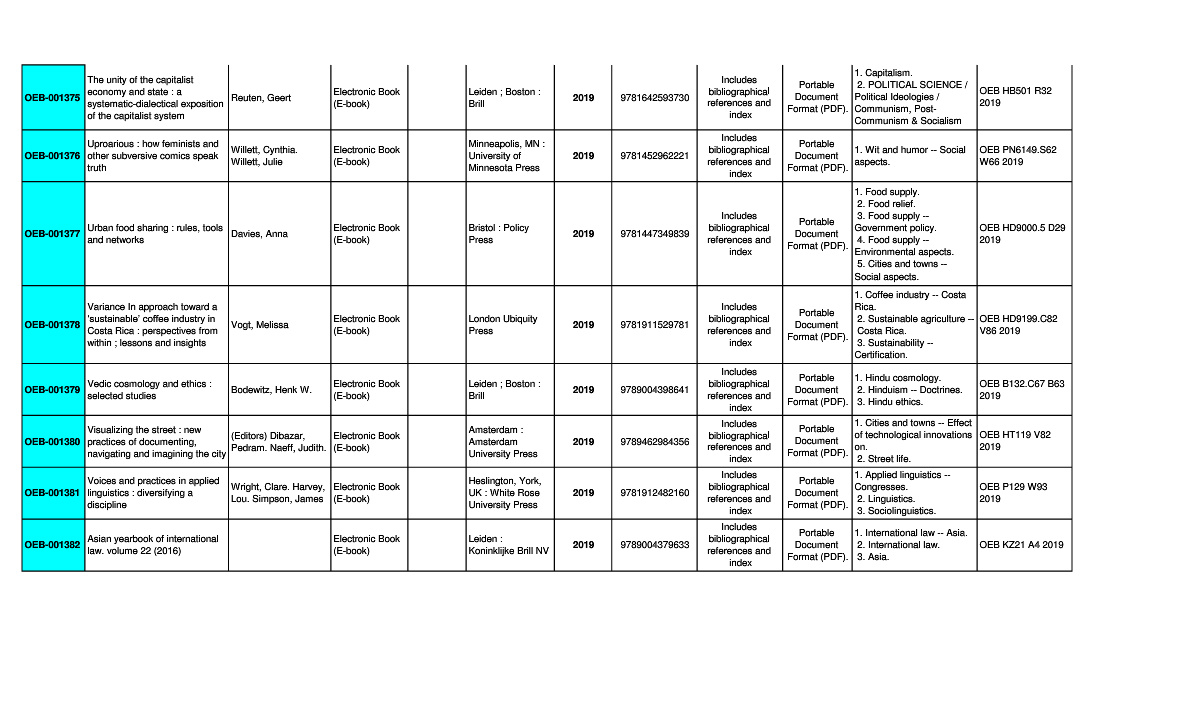 OEB-001375
The unity of the capitalist
economy and state : a
systematic-dialectical exposition
of the capitalist system
Reuten, Geert
Electronic Book
(E-book)
Leiden ; Boston :
Brill
2019
9781642593730
Includes
bibliographical
references and
index
Portable
Document
Format (PDF).
1. Capitalism.
2. POLITICAL SCIENCE /
Political Ideologies /
Communism, Post-
Communism & Socialism
OEB HB501 R32
2019
OEB-001376
Uproarious : how feminists and
other subversive comics speak
truth
Willett, Cynthia.
Willett, Julie
Electronic Book
(E-book)
Minneapolis, MN :
University of
Minnesota Press
2019
9781452962221
Includes
bibliographical
references and
index
Portable
Document
Format (PDF).
1. Wit and humor -- Social
aspects.
OEB PN6149.S62
W66 2019
OEB-001377
Urban food sharing : rules, tools
and networks
Davies, Anna
Electronic Book
(E-book)
Bristol : Policy
Press
2019
9781447349839
Includes
bibliographical
references and
index
Portable
Document
Format (PDF).
1. Food supply.
2. Food relief.
3. Food supply --
Government policy.
4. Food supply --
Environmental aspects.
5. Cities and towns --
Social aspects.
OEB HD9000.5 D29
2019
OEB-001378
Variance In approach toward a
'sustainable' coffee industry in
Costa Rica : perspectives from
within ; lessons and insights
Vogt, Melissa
Electronic Book
(E-book)
London Ubiquity
Press
2019
9781911529781
Includes
bibliographical
references and
index
Portable
Document
Format (PDF).
1. Coffee industry -- Costa
Rica.
2. Sustainable agriculture --
Costa Rica.
3. Sustainability --
Certification.
OEB HD9199.C82
V86 2019
OEB-001379
Vedic cosmology and ethics :
selected studies
Bodewitz, Henk W.
Electronic Book
(E-book)
Leiden ; Boston :
Brill
2019
9789004398641
Includes
bibliographical
references and
index
Portable
Document
Format (PDF).
1. Hindu cosmology.
2. Hinduism -- Doctrines.
3. Hindu ethics.
OEB B132.C67 B63
2019
OEB-001380
Visualizing the street : new
practices of documenting,
navigating and imagining the city
(Editors) Dibazar,
Pedram. Naeff, Judith.
Electronic Book
(E-book)
Amsterdam :
Amsterdam
University Press
2019
9789462984356
Includes
bibliographical
references and
index
Portable
Document
Format (PDF).
1. Cities and towns -- Effect
of technological innovations
on.
2. Street life.
OEB HT119 V82
2019
OEB-001381
Voices and practices in applied
linguistics : diversifying a
discipline
Wright, Clare. Harvey,
Lou. Simpson, James
Electronic Book
(E-book)
Heslington, York,
UK : White Rose
University Press
2019
9781912482160
Includes
bibliographical
references and
index
Portable
Document
Format (PDF).
1. Applied linguistics --
Congresses.
2. Linguistics.
3. Sociolinguistics.
OEB P129 W93
2019
OEB-001382
Asian yearbook of international
law. volume 22 (2016)
Electronic Book
(E-book)
Leiden :
Koninklijke Brill NV
2019
9789004379633
Includes
bibliographical
references and
index
Portable
Document
Format (PDF).
1. International law -- Asia.
2. International law.
3. Asia.
OEB KZ21 A4 2019